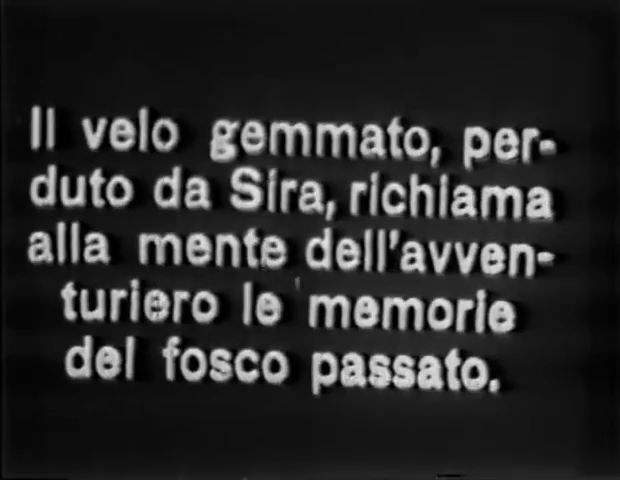 Il velo gemmato, per-
duto da Sira, richiama
alla mente dell'avven-
turiero le memorie
del fosco passato.